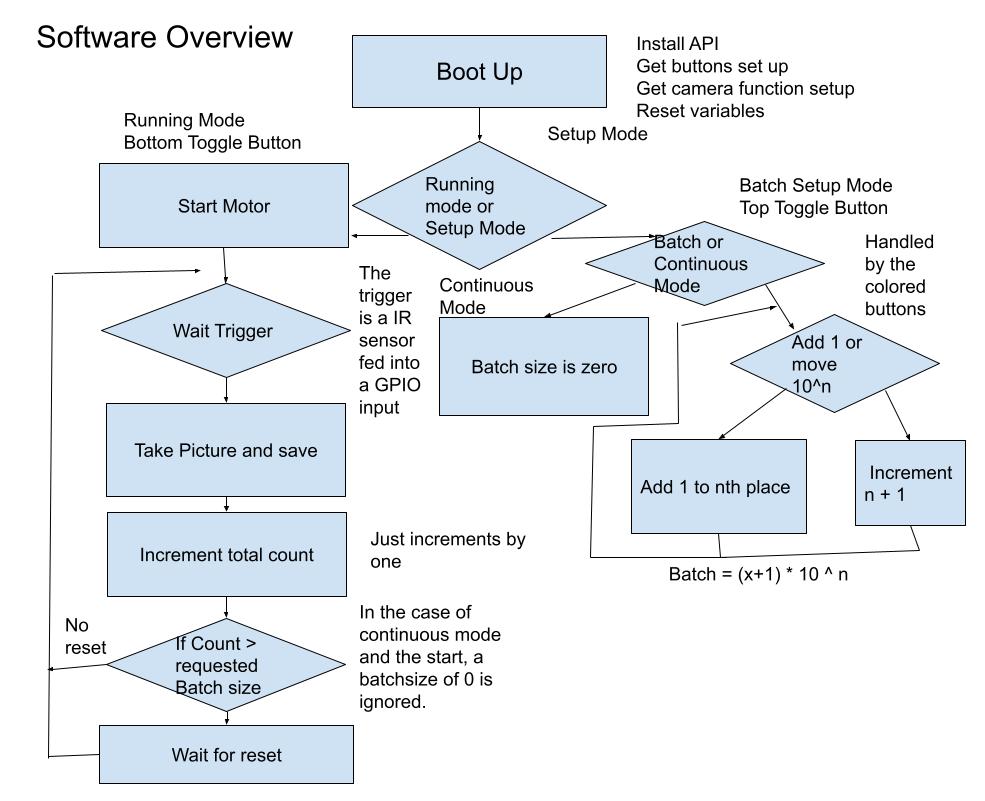 Software Overview
Boot Up
Install API
Get buttons set up
Get camera function setup
Reset variables
Setup Mode
Running Mode
Bottom Toggle Button
Start Motor
Running
mode or
Setup Mode
Batch Setup Mode
Top Toggle Button
Batch or
Continuous
Mode
Handled
by the
colored
buttons
Continuous
Mode
Batch size is zero
Add 1 or
move
10^n
Add 1 to nth place
Increment
n + 1
Batch = (x+1) * 10 ^ n
Wait Trigger
The
trigger
is a IR
sensor
fed into
a GPIO
input
Take Picture and save
Increment total count
Just increments by
one
No
reset
If Count >
requested
Batch size
In the case of
continuous mode
and the start, a
batchsize of 0 is
ignored.
Wait for reset